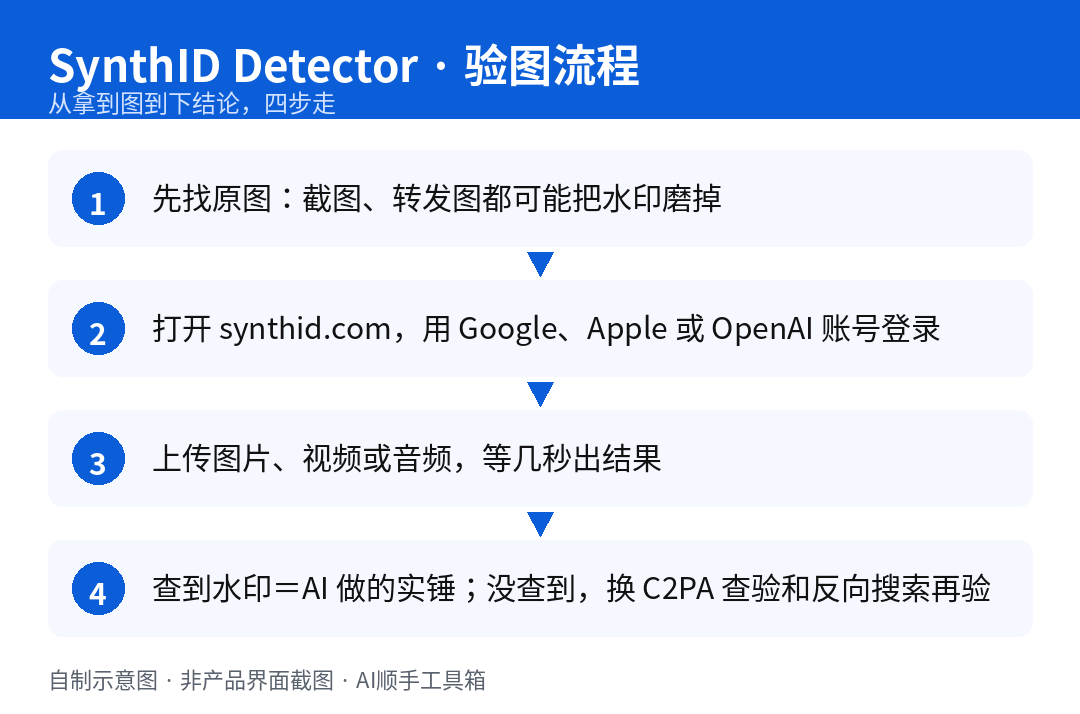 SynthID Detector · 验图流程
从拿到图到下结论，四步走
1 先找原图：截图、转发图都可能把水印磨掉
2 打开 synthid.com，用 Google、Apple 或 OpenAI 账号登录
3 上传图片、视频或音频，等几秒出结果
4 查到水印＝AI 做的实锤；没查到，换 C2PA 查验和反向搜索再验
自制示意图 · 非产品界面截图 · AI顺手工具箱